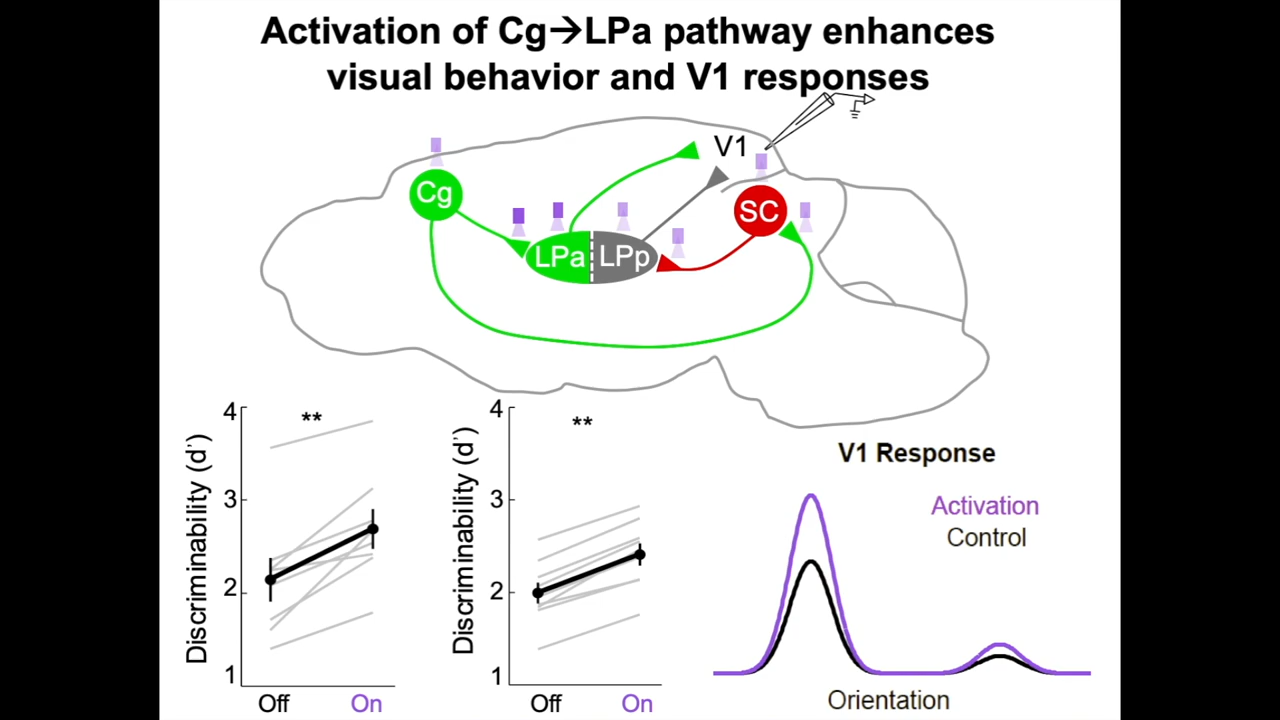 Activation of Cg→LPa pathway enhances
visual behavior and V1 responses
V1
Cg
SC
LPa
LPp
4
**
3
2
1
Discriminability (d’)
Off
On
4
**
3
2
1
Discriminability (d’)
Off
On
V1 Response
Activation
Control
Orientation